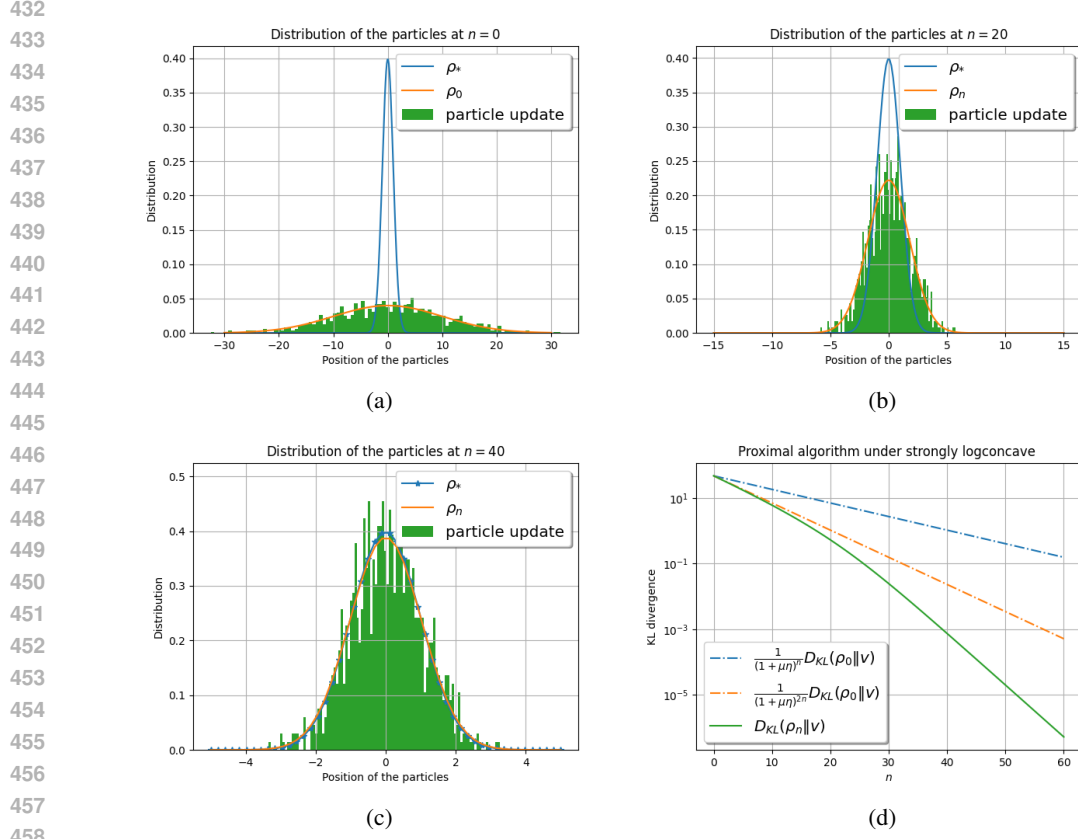 432
433
434
435
436
437
438
439
440
441
442
443
444
445
446
447
448
449
450
451
452
453
454
455
456
457
458
Distribution of the particles at n = 0
0.40
0.35
0.30
0.25
0.20
0.15
0.10
0.05
0.00
Distribution
ρ*
ρ0
particle update
−30 −20 −10 0 10 20 30
Position of the particles
(a)
Distribution of the particles at n = 20
0.40
0.35
0.30
0.25
0.20
0.15
0.10
0.05
0.00
Distribution
ρ*
ρn
particle update
−15 −10 −5 0 5 10 15
Position of the particles
(b)
Distribution of the particles at n = 40
0.5
0.4
0.3
0.2
0.1
0.0
Distribution
ρ*
ρn
particle update
−4 −2 0 2 4
Position of the particles
(c)
Proximal algorithm under strongly logconcave
10^1
10^−1
10^−3
10^−5
KL divergence
1/(1 + μη)^n D_KL(ρ0‖v)
1/(1 + μη)^2n D_KL(ρ0‖v)
D_KL(ρn‖v)
0 10 20 30 40 50 60
n
(d)